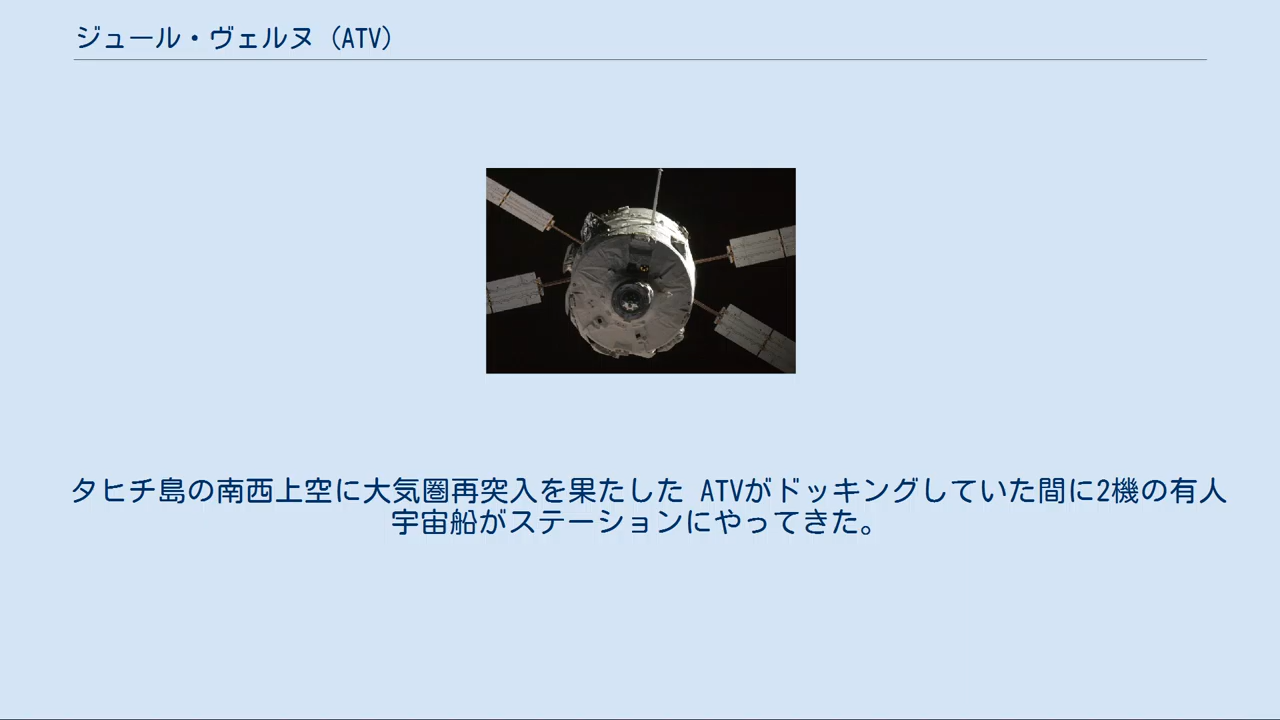 ジュール・ヴェルヌ（ATV）
タヒチ島の南西上空に大気圏再突入を果たした ATVがドッキングしていた間に2機の有人
宇宙船がステーションにやってきた。